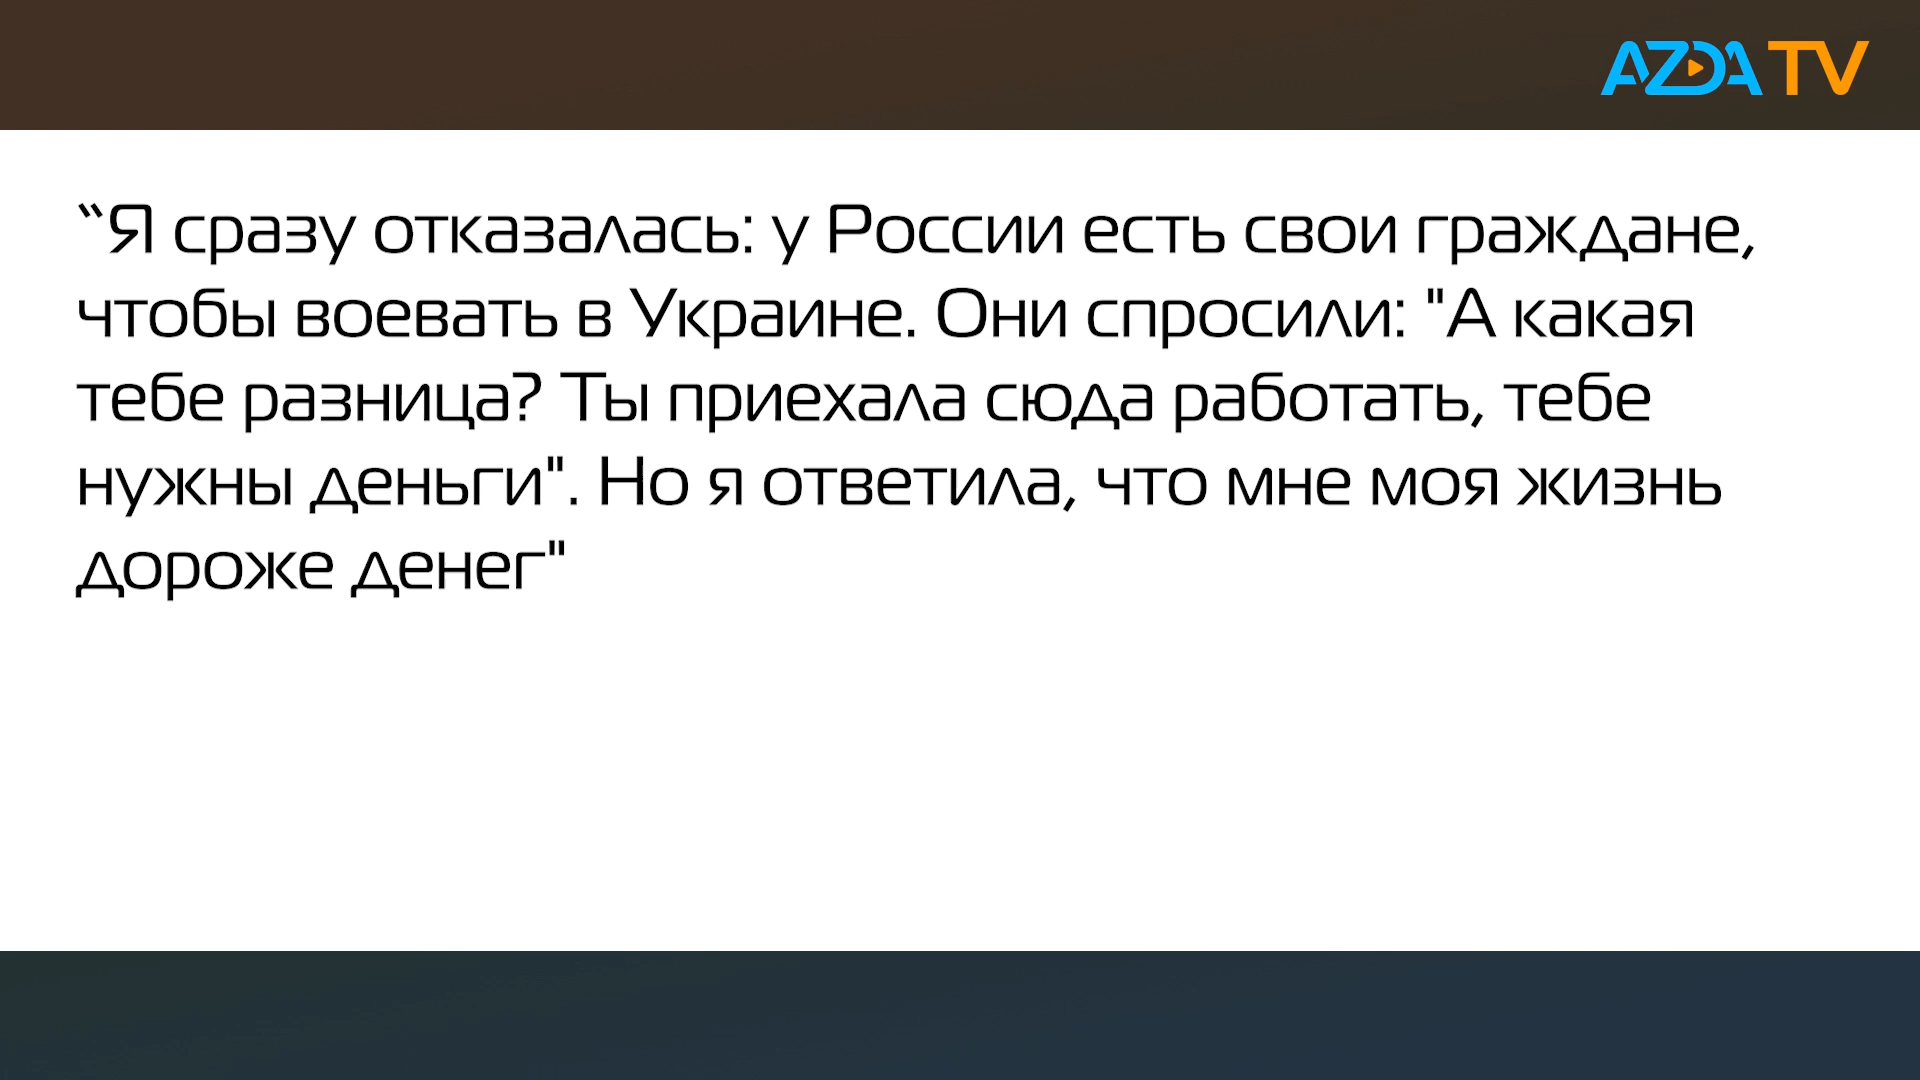 AZDA TV
“Я сразу отказалась: у России есть свои граждане,
чтобы воевать в Украине. Они спросили: "А какая
тебе разница? Ты приехала сюда работать, тебе
нужны деньги". Но я ответила, что мне моя жизнь
дороже денег"